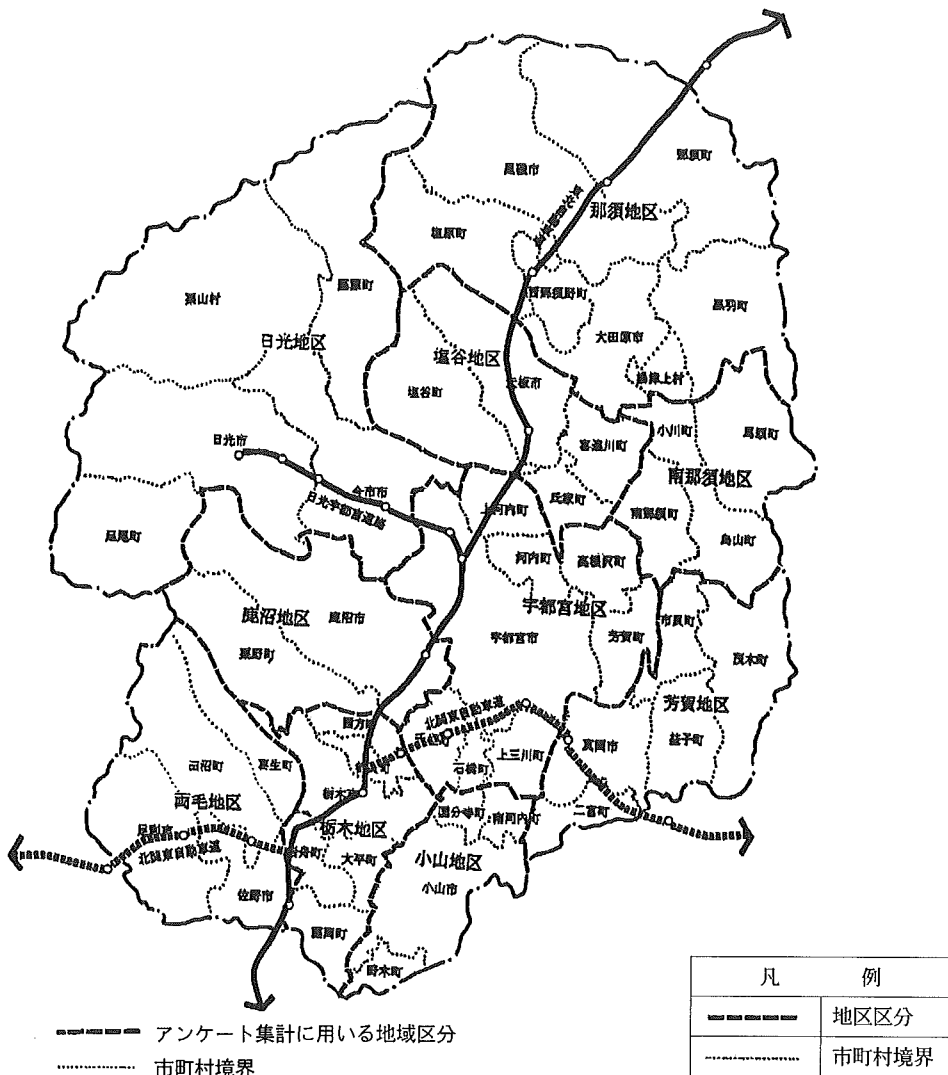 那須町
黒磯市
那須地区
塩原町
西那須野町
黒羽町
藤原町
栗山村
大田原市
日光地区
塩谷地区
湯津上村
矢板市
塩谷町
小川町
馬頭町
喜連川町
日光市
南那須地区
今市市
氏家町
日光宇都宮道路
上河内町
南那須町
足尾町
烏山町
河内町
高根沢町
宇都宮地区
鹿沼地区
鹿沼市
市貝町
宇都宮市
芳賀町
粟野町
茂木町
芳賀地区
西方町
北関東自動車道
真岡市
益子町
上三川町
田沼町
葛生町
石橋町
栃木市
両毛地区
国分寺町
南河内町
二宮町
足利市
栃木地区
北関東自動車道
岩舟町
大平町
小山地区
小山市
佐野市
藤岡町
野木町
凡 例
地区区分
市町村境界
アンケート集計に用いる地域区分
市町村境界